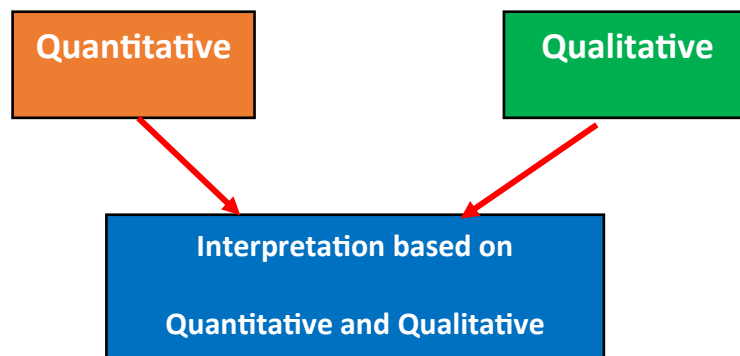 Quantitative
Qualitative
Interpretation based on
Quantitative and Qualitative